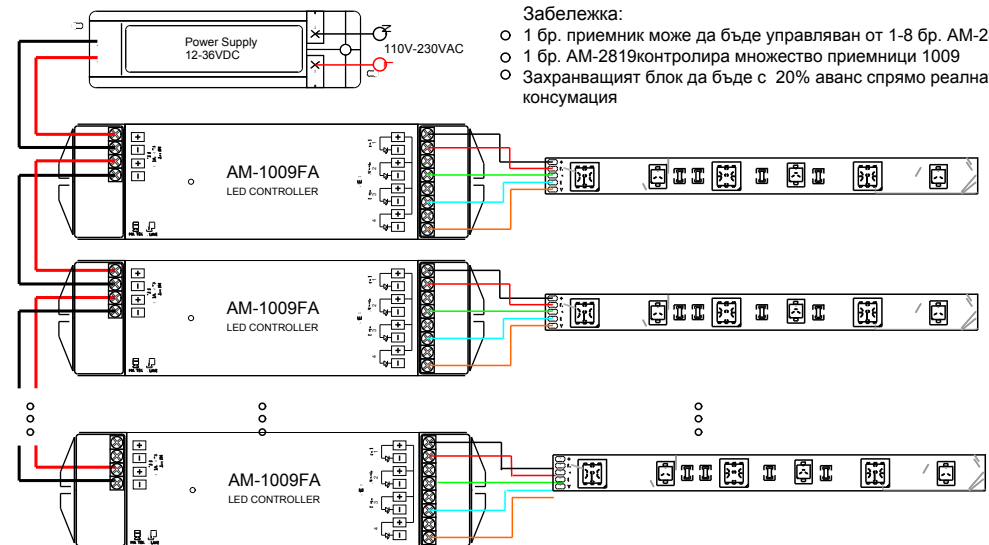 Забележка:
1 бр. приемник може да бъде управляван от 1-8 бр. AM-2
1 бр. AM-2819контролира множество приемници 1009
Захранващият блок да бъде с 20% аванс спрямо реална
консумация
Power Supply
12-36VDC
N
110V-230VAC
AM-1009FA
LED CONTROLLER
AM-1009FA
LED CONTROLLER
AM-1009FA
LED CONTROLLER